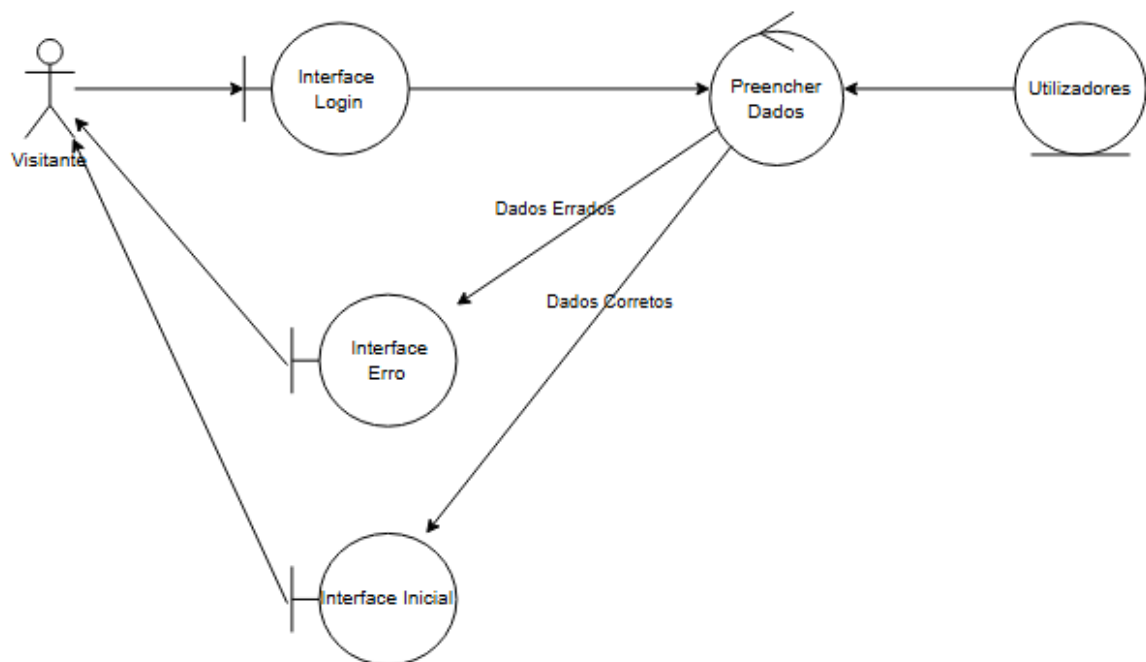 Interface
Login
Preencher
Dados
Utilizadores
Visitante
Dados Errados
Dados Corretos
Interface
Erro
Interface Inicial